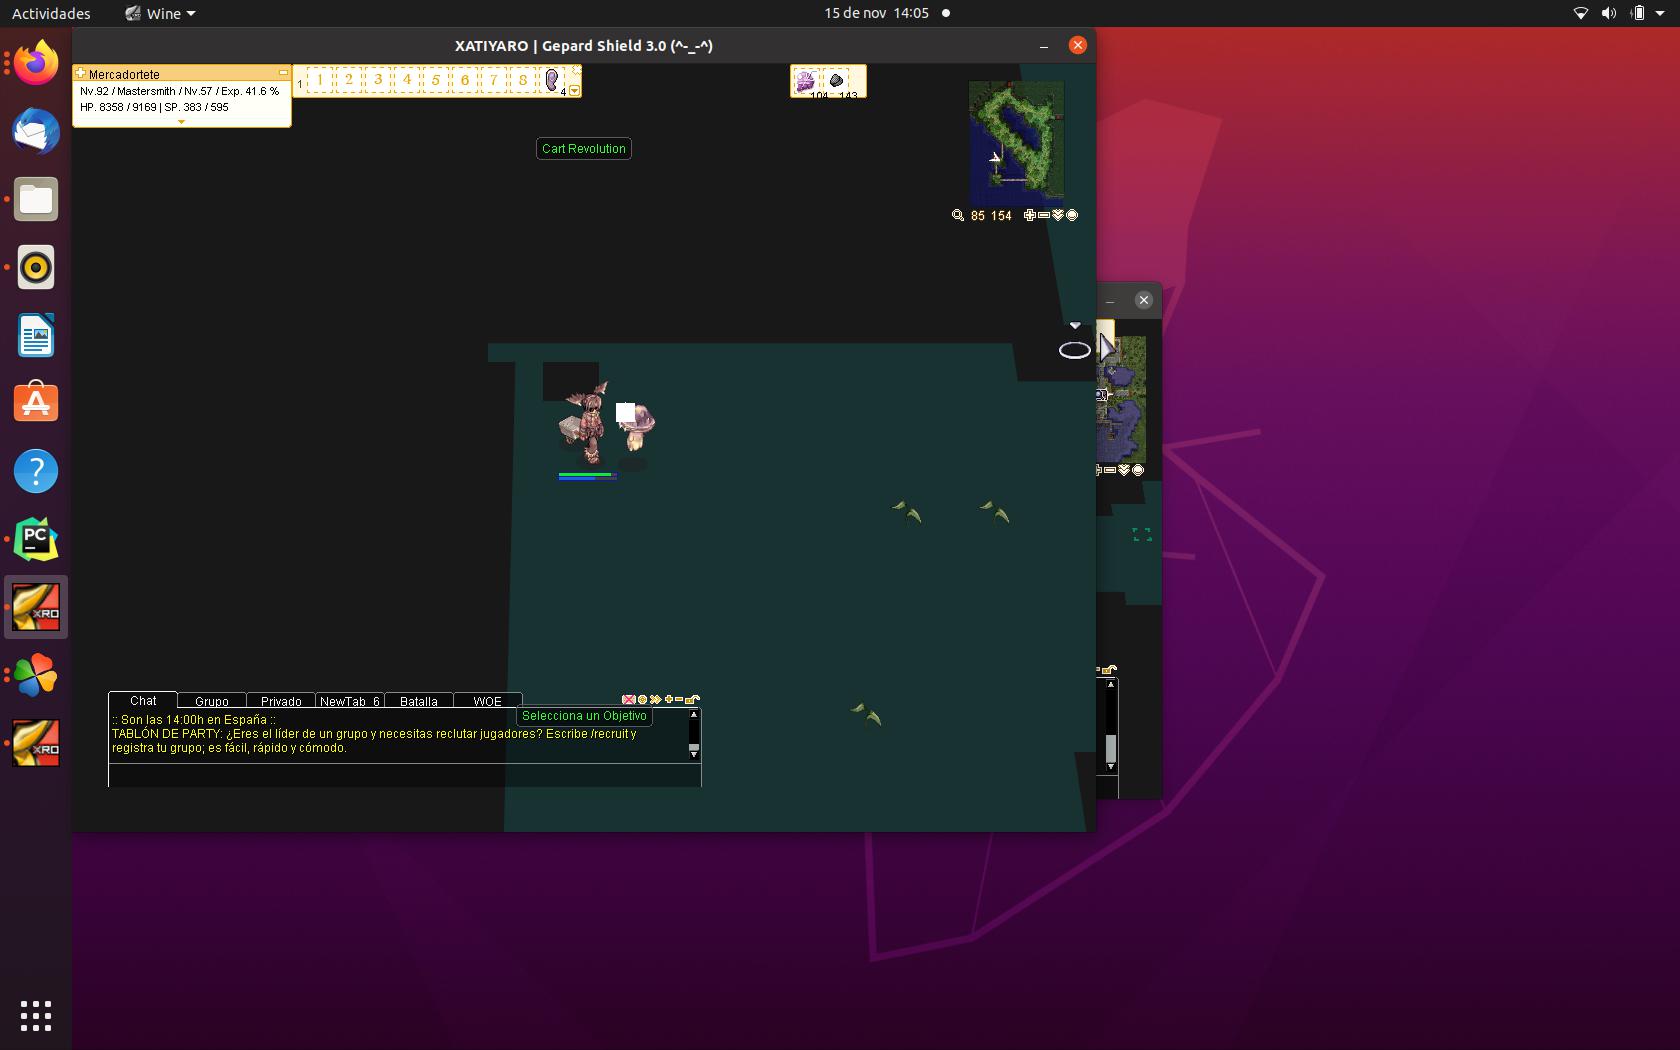 Actividades
Wine
15 de nov 14:05
XATIYARO | Gepard Shield 3.0 (^-_-^)
Mercadortete
Nv.92 / Mastersmith / Nv.57 / Exp. 41.6 %
HP. 8358 / 9169 | SP. 383 / 595
1 1 2 3 4 5 6 7 8 4
104 143
Cart Revolution
85 154
?
PC
XRO
XRO
Chat Grupo Privado NewTab_6 Batalla WOE
Selecciona un Objetivo
:: Son las 14:00h en España ::
TABLÓN DE PARTY: ¿Eres el líder de un grupo y necesitas reclutar jugadores? Escribe /recruit y
registra tu grupo; es fácil, rápido y cómodo.